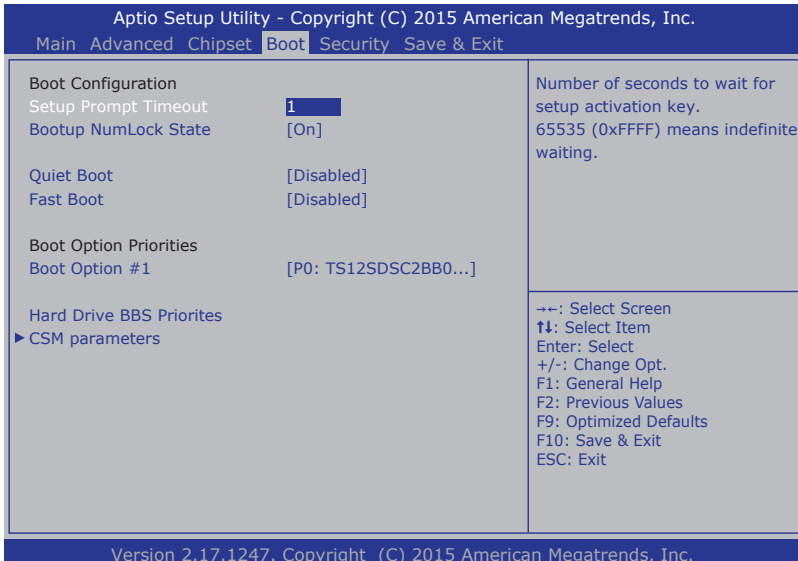 Aptio Setup Utility - Copyright (C) 2015 American Megatrends, Inc.
Main Advanced Chipset Boot Security Save & Exit
Boot Configuration
Setup Prompt Timeout 1
Bootup NumLock State [On]
Quiet Boot [Disabled]
Fast Boot [Disabled]
Boot Option Priorities
Boot Option #1 [P0: TS12SDSC2BB0...]
Hard Drive BBS Priorites
▶ CSM parameters
Number of seconds to wait for
setup activation key.
65535 (0xFFFF) means indefinite
waiting.
→←: Select Screen
↑↓: Select Item
Enter: Select
+/-: Change Opt.
F1: General Help
F2: Previous Values
F9: Optimized Defaults
F10: Save & Exit
ESC: Exit
Version 2.17.1247. Copyright (C) 2015 American Megatrends, Inc.